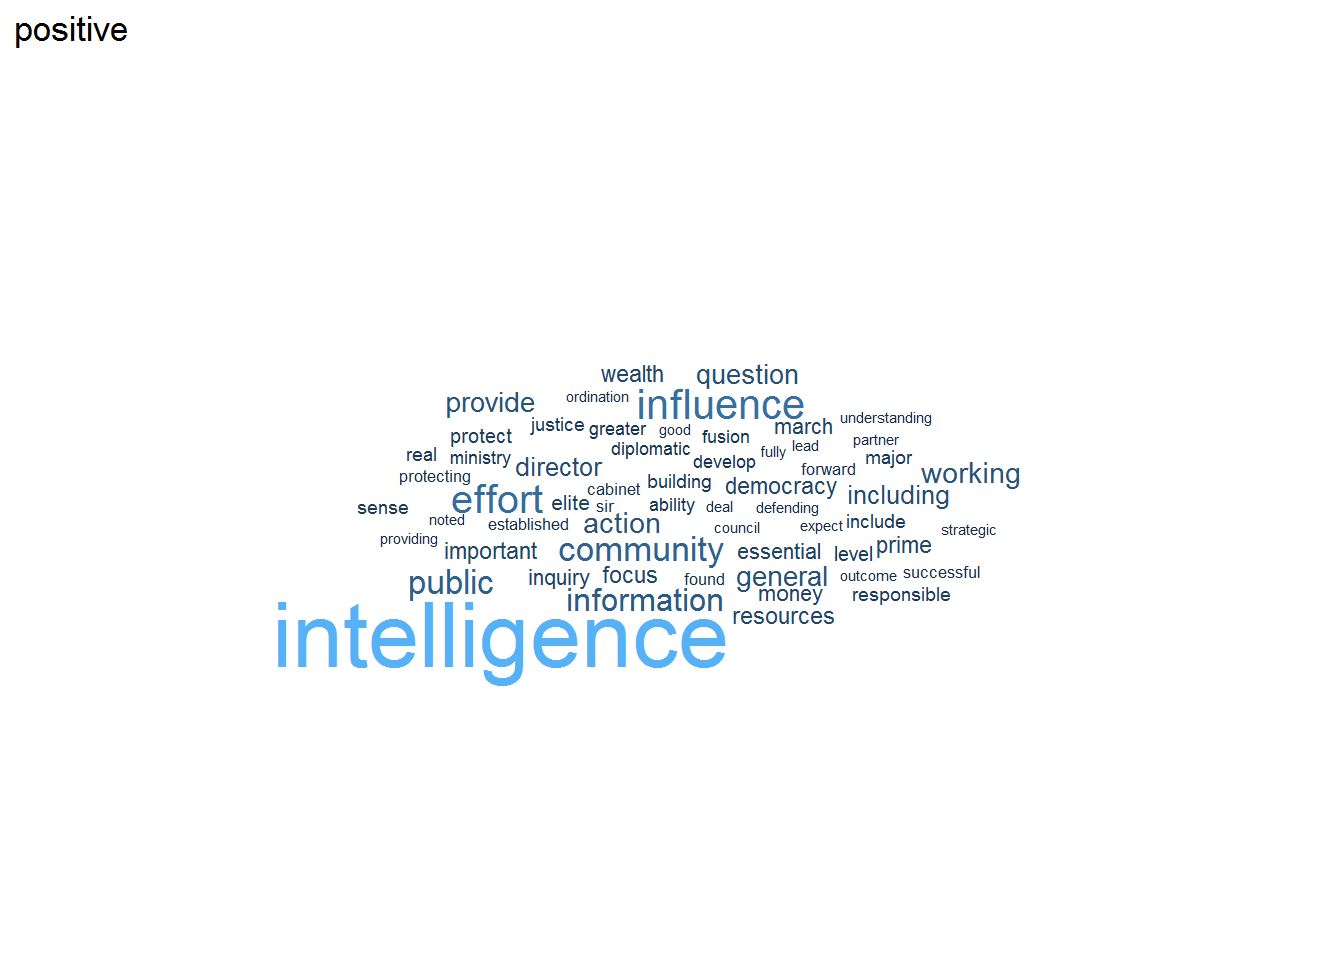 positive
wealth question
provide ordination influence
justice greater good march understanding
protect diplomatic fusion fully lead partner
real ministry director develop forward major
protecting cabinet building democracy including working
sense effort elite sir ability deal defending
noted established action council expect include strategic
providing important community essential level prime
public inquiry focus found general outcome successful
information money responsible
intelligence resources